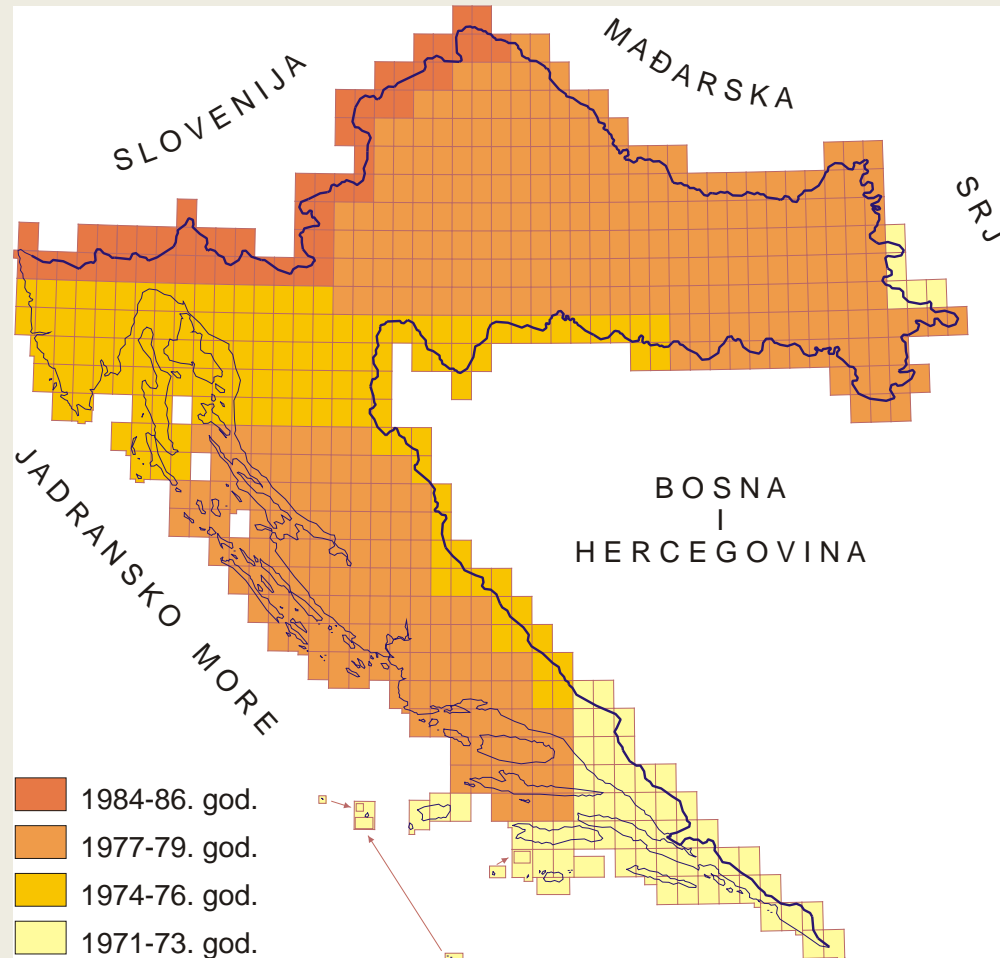 SLOVENIJA
MAĐARSKA
SRJ
JADRANSKO MORE
BOSNA
I
HERCEGOVINA
1984-86. god.
1977-79. god.
1974-76. god.
1971-73. god.